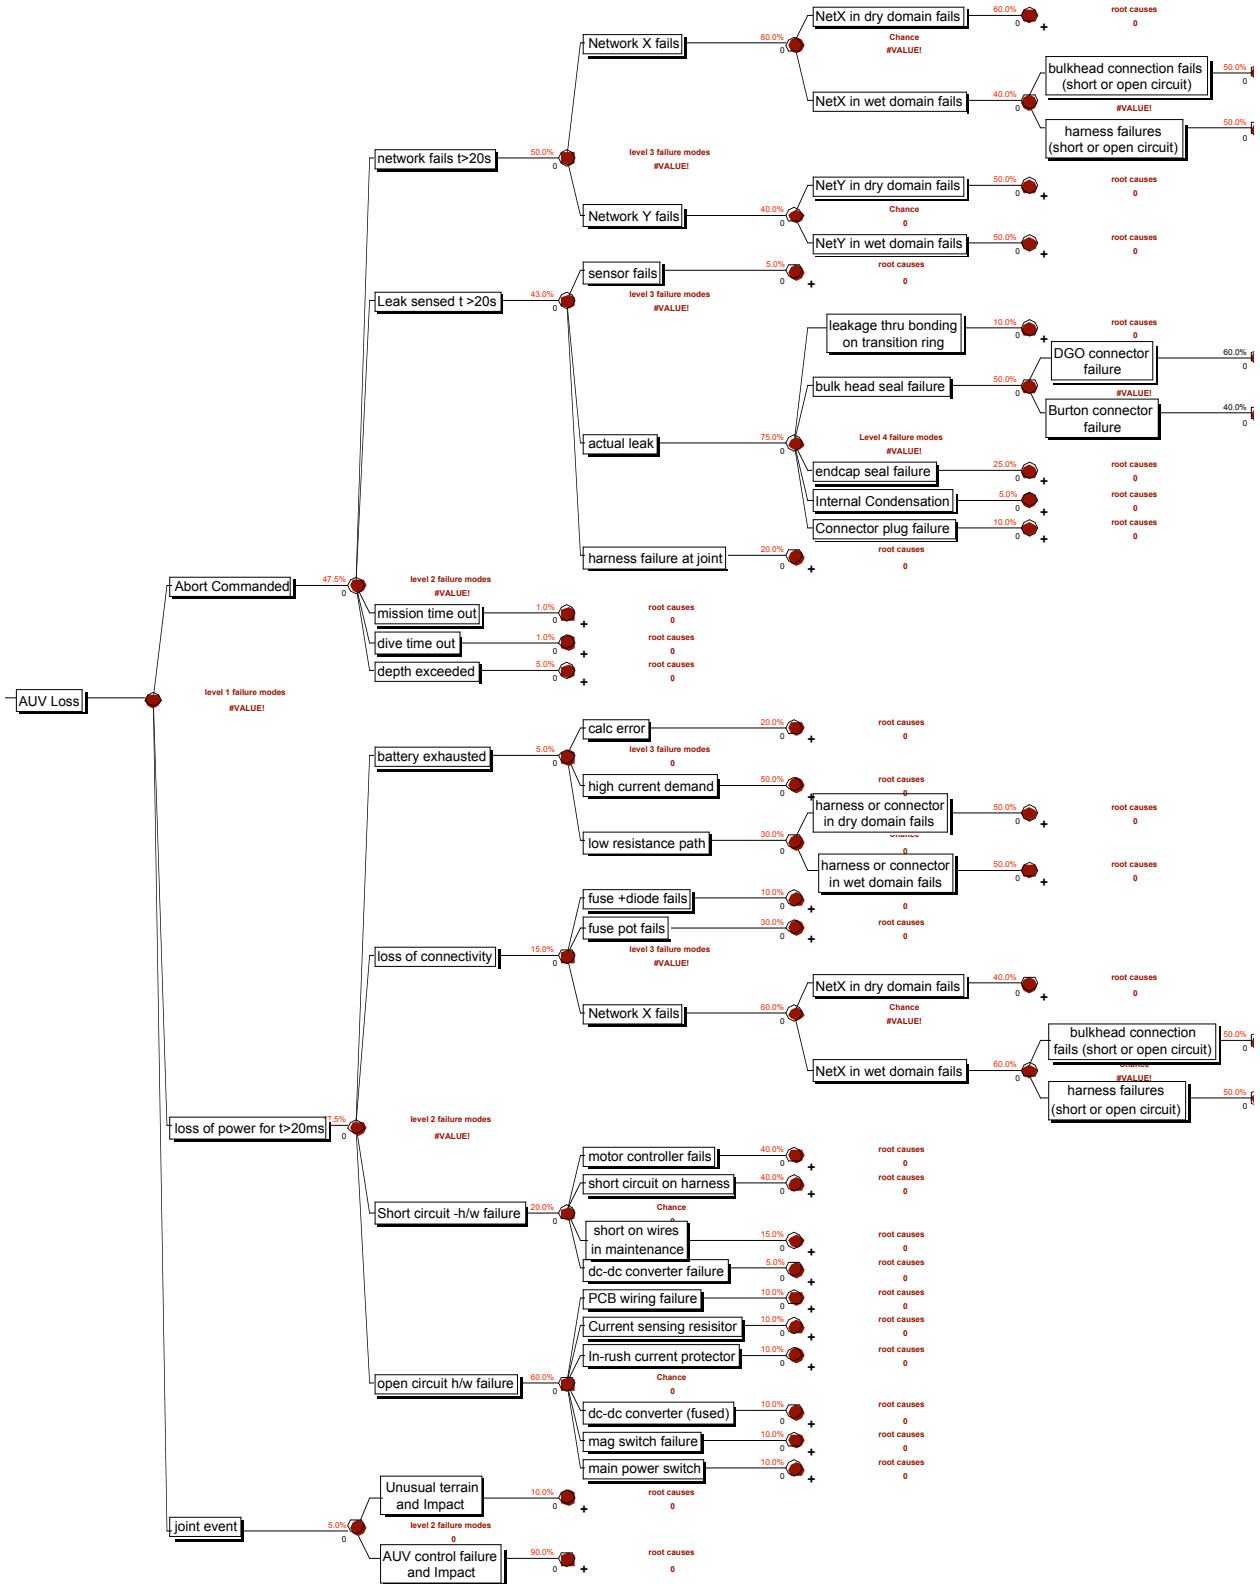 NetX in dry domain fails
60.0%
0
root causes
0
Network X fails
60.0%
0
Chance
#VALUE!
bulkhead connection fails
(short or open circuit)
50.0%
0
NetX in wet domain fails
40.0%
0
#VALUE!
harness failures
(short or open circuit)
50.0%
0
network fails t>20s
50.0%
0
level 3 failure modes
#VALUE!
NetY in dry domain fails
50.0%
0
root causes
0
Network Y fails
40.0%
0
Chance
0
NetY in wet domain fails
50.0%
0
root causes
0
sensor fails
5.0%
0
root causes
0
Leak sensed t >20s
43.0%
0
level 3 failure modes
#VALUE!
leakage thru bonding
on transition ring
10.0%
0
root causes
0
DGO connector
failure
60.0%
0
bulk head seal failure
50.0%
0
#VALUE!
Burton connector
failure
40.0%
0
actual leak
75.0%
0
Level 4 failure modes
#VALUE!
endcap seal failure
25.0%
0
root causes
0
Internal Condensation
5.0%
0
root causes
0
Connector plug failure
10.0%
0
root causes
0
harness failure at joint
20.0%
0
root causes
0
Abort Commanded
47.5%
0
level 2 failure modes
#VALUE!
mission time out
1.0%
0
root causes
0
dive time out
1.0%
0
root causes
0
depth exceeded
5.0%
0
root causes
0
AUV Loss
level 1 failure modes
#VALUE!
calc error
20.0%
0
root causes
0
battery exhausted
5.0%
0
level 3 failure modes
0
high current demand
50.0%
0
root causes
0
harness or connector
in dry domain fails
50.0%
0
root causes
0
low resistance path
30.0%
0
Chance
0
harness or connector
in wet domain fails
50.0%
0
root causes
0
fuse +diode fails
10.0%
0
0
fuse pot fails
30.0%
0
root causes
0
loss of connectivity
15.0%
0
level 3 failure modes
#VALUE!
NetX in dry domain fails
40.0%
0
root causes
0
Network X fails
60.0%
0
Chance
#VALUE!
bulkhead connection
fails (short or open circuit)
50.0%
0
NetX in wet domain fails
60.0%
0
Chance
#VALUE!
harness failures
(short or open circuit)
50.0%
0
loss of power for t>20ms
7.5%
0
level 2 failure modes
#VALUE!
motor controller fails
40.0%
0
root causes
0
short circuit on harness
40.0%
0
root causes
0
Short circuit -h/w failure
20.0%
0
Chance
0
short on wires
in maintenance
15.0%
0
root causes
0
dc-dc converter failure
5.0%
0
root causes
0
PCB wiring failure
10.0%
0
root causes
0
Current sensing resisitor
10.0%
0
root causes
0
In-rush current protector
10.0%
0
root causes
0
open circuit h/w failure
60.0%
0
Chance
0
dc-dc converter (fused)
10.0%
0
root causes
0
mag switch failure
10.0%
0
root causes
0
main power switch
10.0%
0
root causes
0
Unusual terrain
and Impact
10.0%
0
root causes
0
joint event
5.0%
0
level 2 failure modes
0
AUV control failure
and Impact
90.0%
0
root causes
0